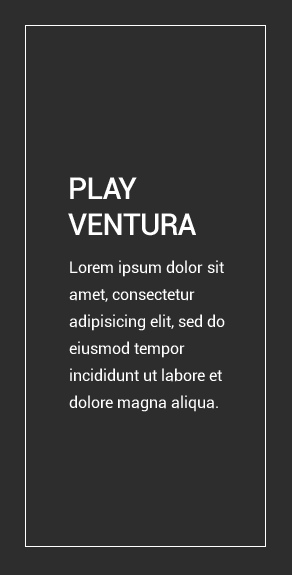 PLAY
VENTURA
Lorem ipsum dolor sit
amet, consectetur
adipisicing elit, sed do
eiusmod tempor
incididunt ut labore et
dolore magna aliqua.